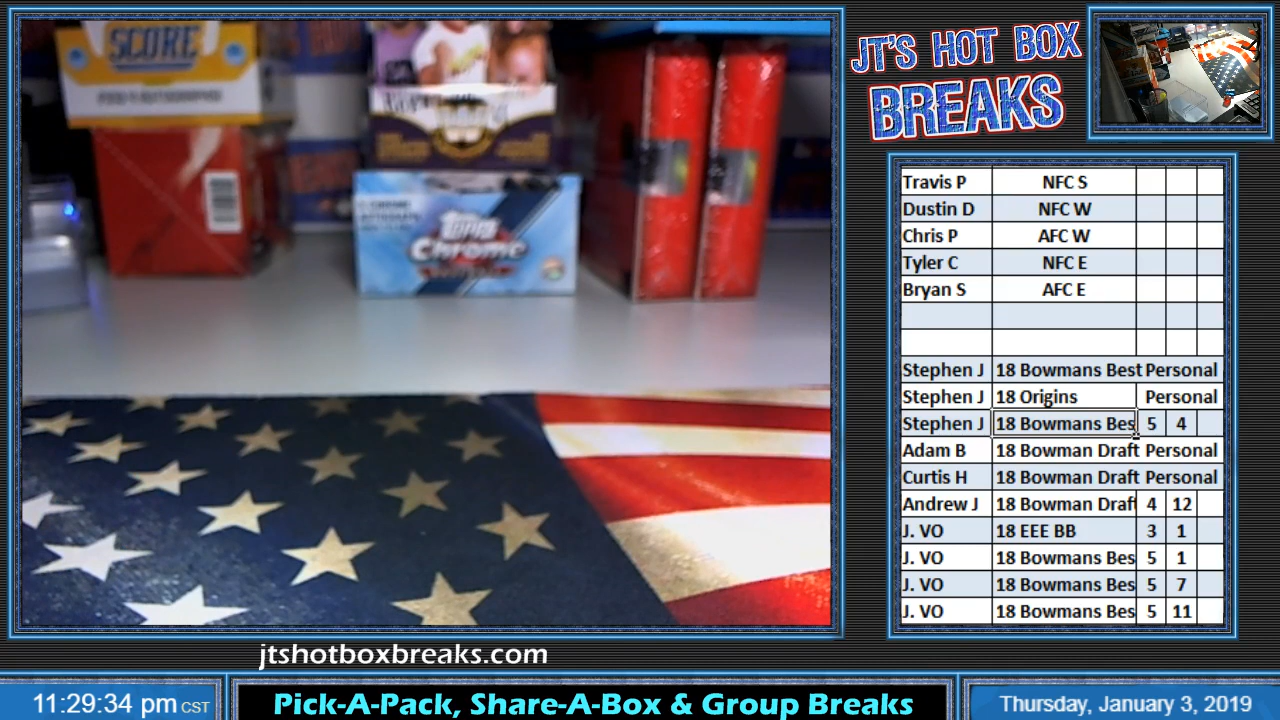 SCORE
Topps
Chrome
JT'S HOT BOX
BREAKS
Travis P NFC S
Dustin D NFC W
Chris P AFC W
Tyler C NFC E
Bryan S AFC E
Stephen J 18 Bowmans Best Personal
Stephen J 18 Origins Personal
Stephen J 18 Bowmans Bes 5 4
Adam B 18 Bowman Draft Personal
Curtis H 18 Bowman Draft Personal
Andrew J 18 Bowman Draft 4 12
J. VO 18 EEE BB 3 1
J. VO 18 Bowmans Bes 5 1
J. VO 18 Bowmans Bes 5 7
J. VO 18 Bowmans Bes 5 11
jtshotboxbreaks.com
11:29:34 pm CST
Pick-A-Pack, Share-A-Box & Group Breaks
Thursday, January 3, 2019